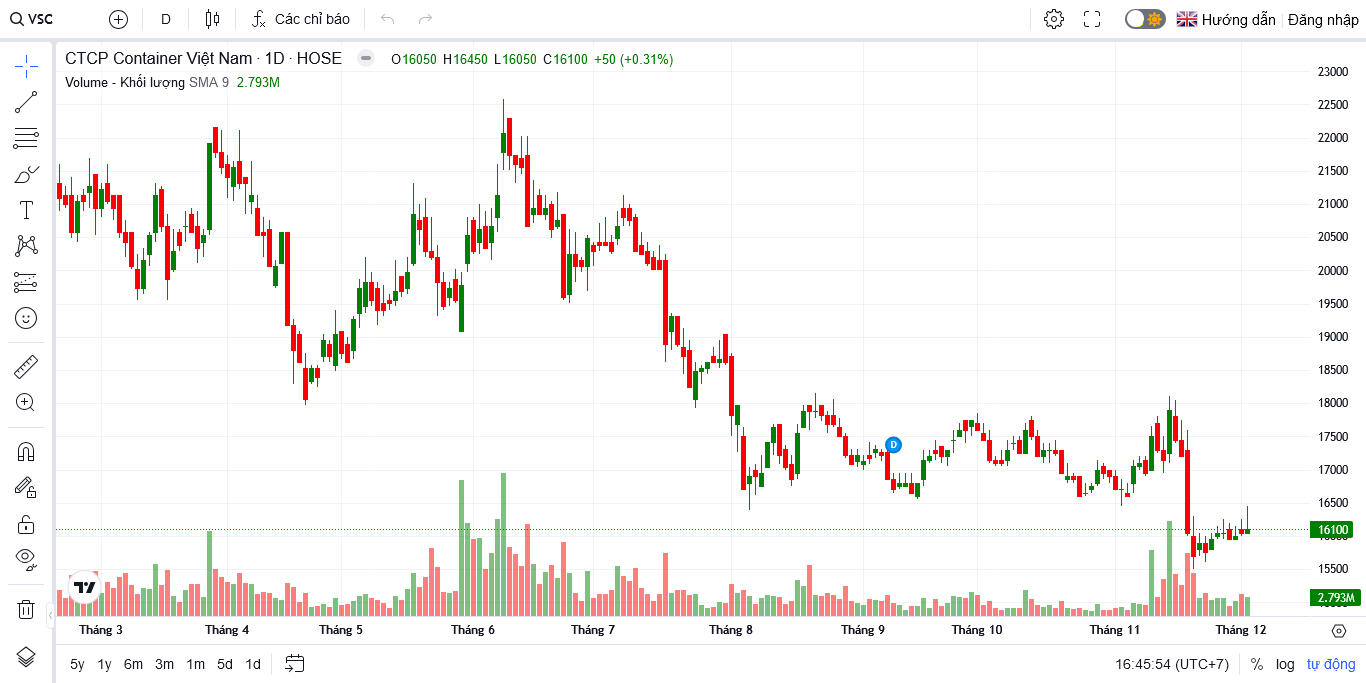 VSC D Các chỉ báo Hướng dẫn Đăng nhập
CTCP Container Việt Nam · 1D · HOSE O16050 H16450 L16050 C16100 +50 (+0.31%)
Volume - Khối lượng SMA 9 2.793M
23000
22500
22000
21500
21000
20500
20000
19500
19000
18500
18000
17500
D
17000
16500
16100
15500
2.793M
Tháng 3 Tháng 4 Tháng 5 Tháng 6 Tháng 7 Tháng 8 Tháng 9 Tháng 10 Tháng 11 Tháng 12
5y 1y 6m 3m 1m 5d 1d 16:45:54 (UTC+7) % log tự động